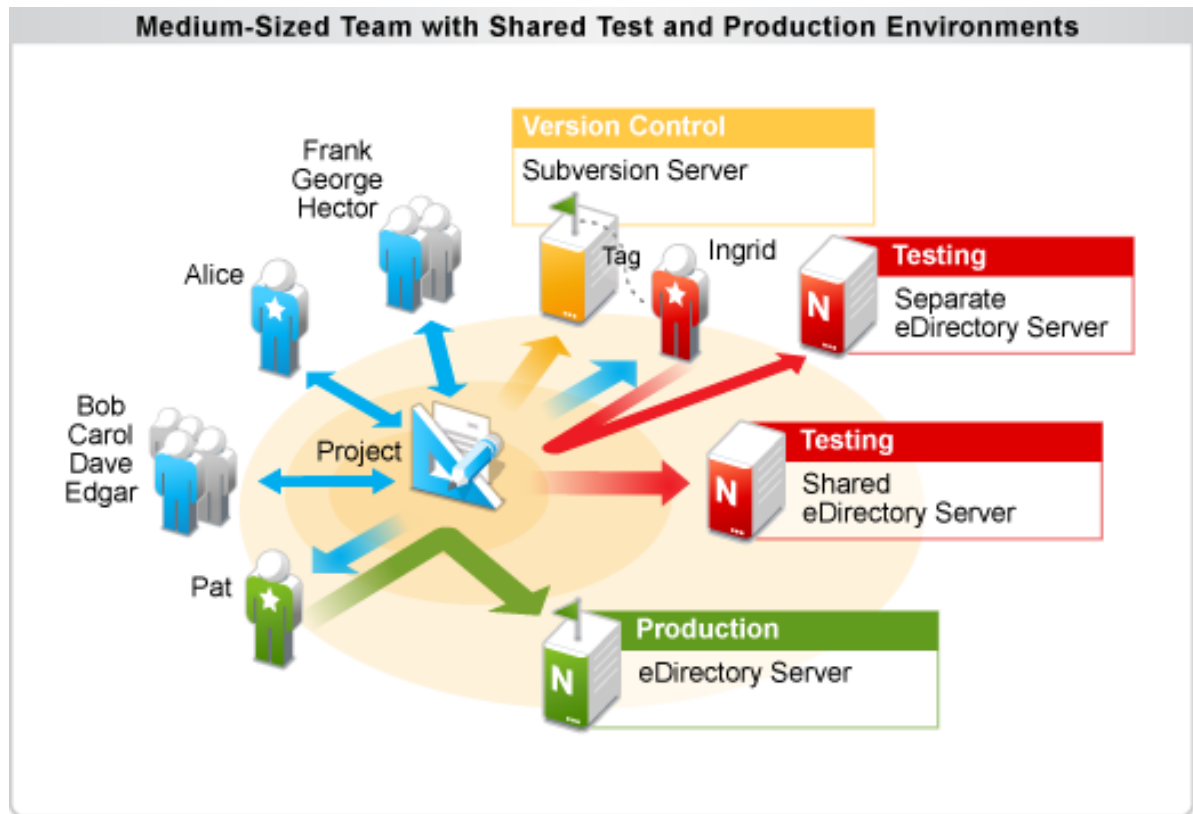 Medium-Sized Team with Shared Test and Production Environments
Version Control
Subversion Server
Frank
George
Hector
Tag
Ingrid
Alice
Testing
Separate
eDirectory Server
Bob
Carol
Dave
Edgar
Project
Testing
Shared
eDirectory Server
N
N
Pat
Production
eDirectory Server
N